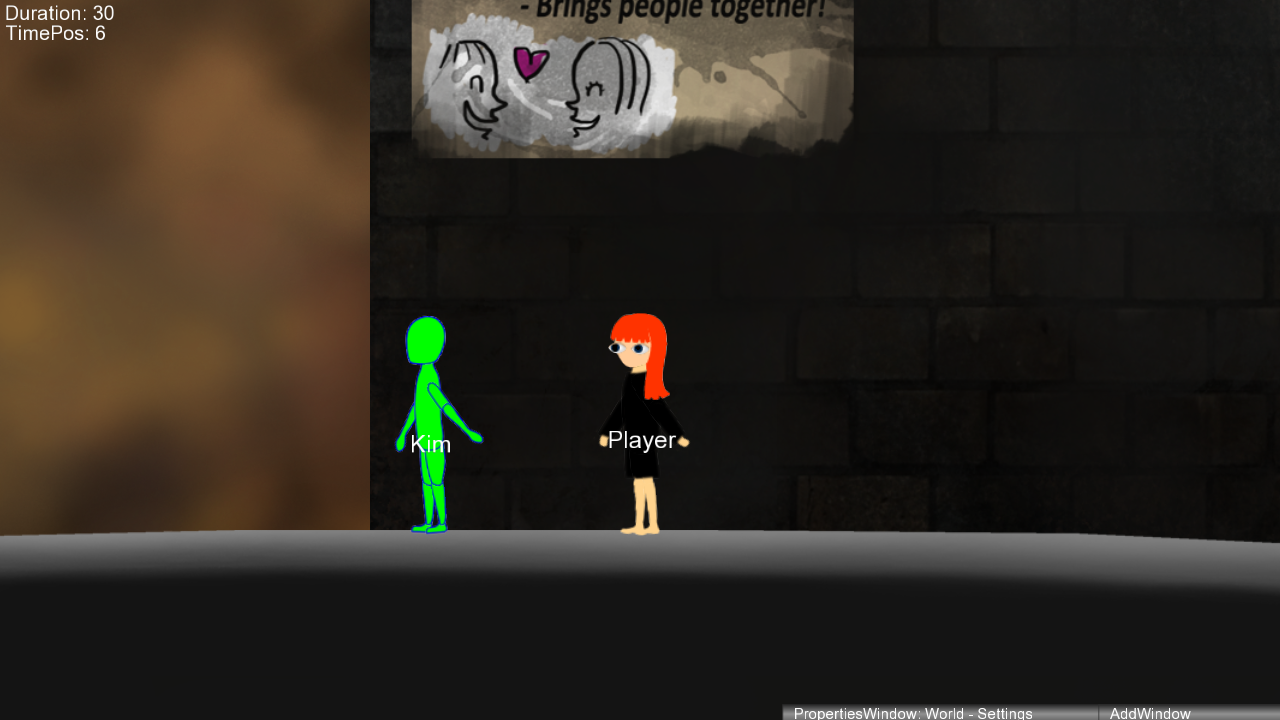 Duration: 30
TimePos: 6
- Brings people together!
Kim
Player
PropertiesWindow: World - Settings
AddWindow